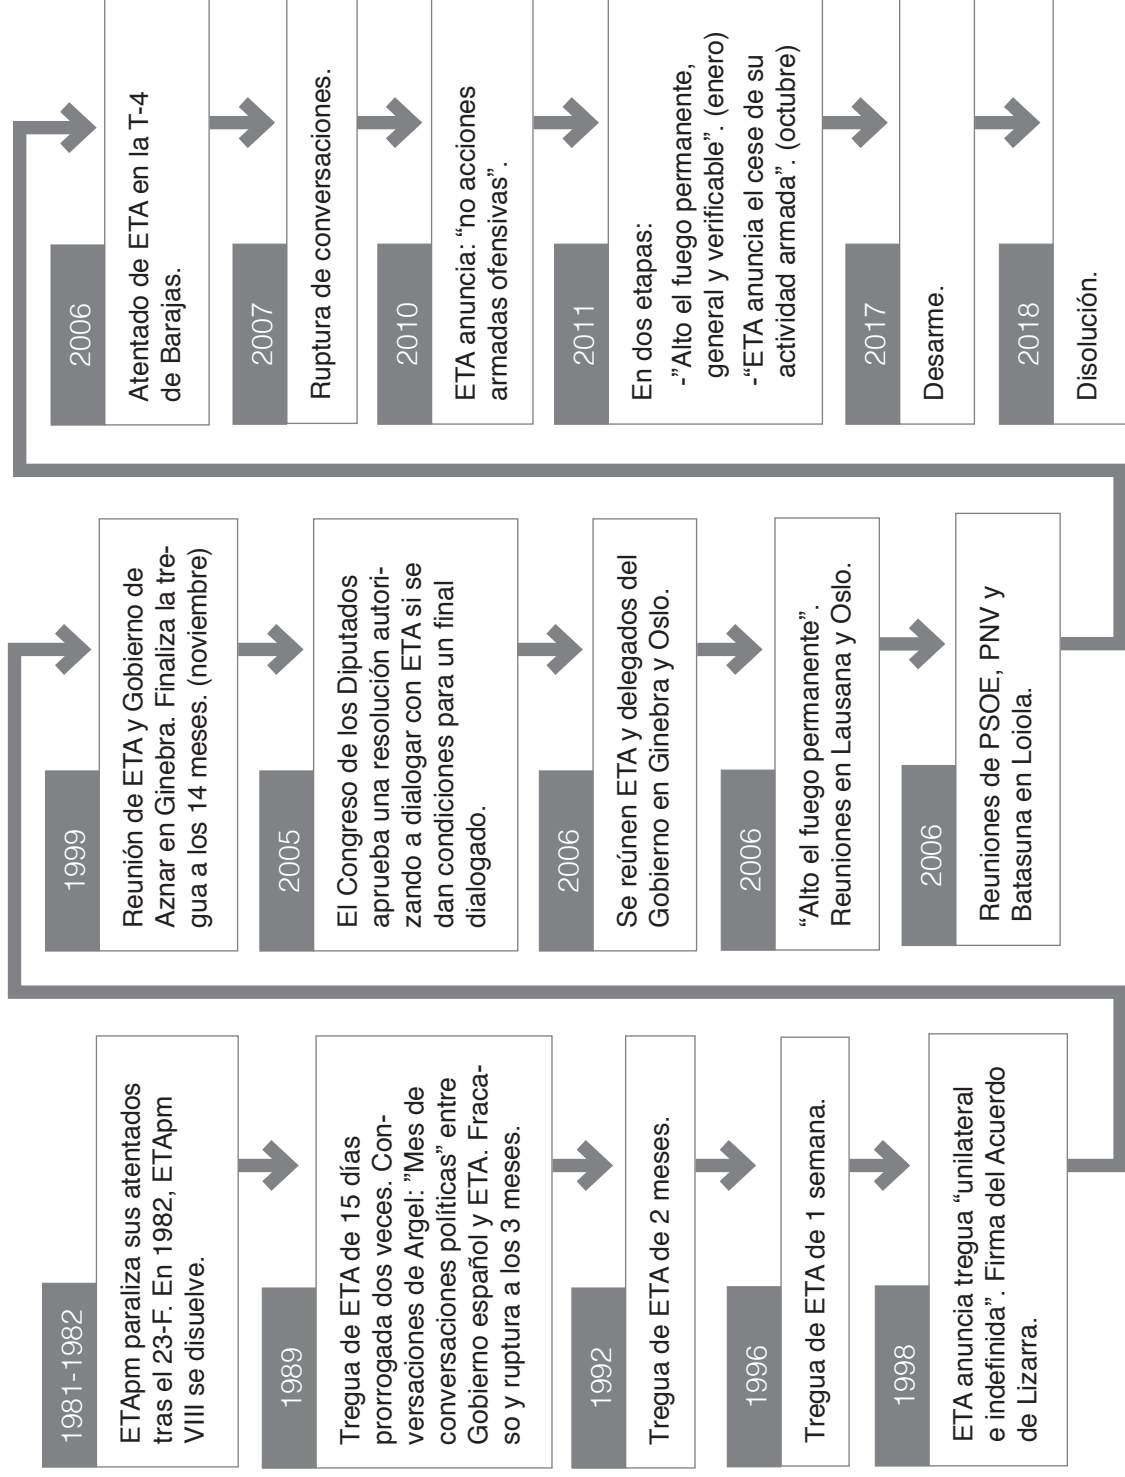 1981-1982
ETApm paraliza sus atentados
tras el 23-F. En 1982, ETApm
VIII se disuelve.
1989
Tregua de ETA de 15 días
prorrogada dos veces. Con-
versaciones de Argel: ”Mes de
conversaciones políticas” entre
Gobierno español y ETA. Fraca-
so y ruptura a los 3 meses.
1992
Tregua de ETA de 2 meses.
1996
Tregua de ETA de 1 semana.
1998
ETA anuncia tregua “unilateral
e indefinida”. Firma del Acuerdo
de Lizarra.
1999
Reunión de ETA y Gobierno de
Aznar en Ginebra. Finaliza la tre-
gua a los 14 meses. (noviembre)
2005
El Congreso de los Diputados
aprueba una resolución autori-
zando a dialogar con ETA si se
dan condiciones para un final
dialogado.
2006
Se reúnen ETA y delegados del
Gobierno en Ginebra y Oslo.
2006
“Alto el fuego permanente”.
Reuniones en Lausana y Oslo.
2006
Reuniones de PSOE, PNV y
Batasuna en Loiola.
2006
Atentado de ETA en la T-4
de Barajas.
2007
Ruptura de conversaciones.
2010
ETA anuncia: “no acciones
armadas ofensivas”.
2011
En dos etapas:
-”Alto el fuego permanente,
general y verificable”. (enero)
-“ETA anuncia el cese de su
actividad armada”. (octubre)
2017
Desarme.
2018
Disolución.